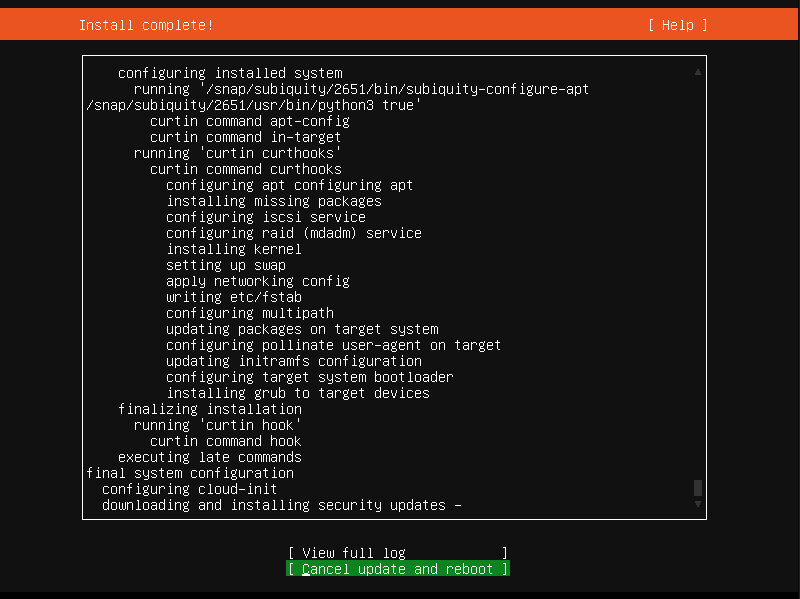 Install complete! [ Help ]
configuring installed system
running '/snap/subiquity/2651/bin/subiquity-configure-apt
/snap/subiquity/2651/usr/bin/python3 true'
curtin command apt-config
curtin command in-target
running 'curtin curthooks'
curtin command curthooks
configuring apt configuring apt
installing missing packages
configuring iscsi service
configuring raid (mdadm) service
installing kernel
setting up swap
apply networking config
writing etc/fstab
configuring multipath
updating packages on target system
configuring pollinate user-agent on target
updating initramfs configuration
configuring target system bootloader
installing grub to target devices
finalizing installation
running 'curtin hook'
curtin command hook
executing late commands
final system configuration
configuring cloud-init
downloading and installing security updates -
[ View full log ]
[ Cancel update and reboot ]